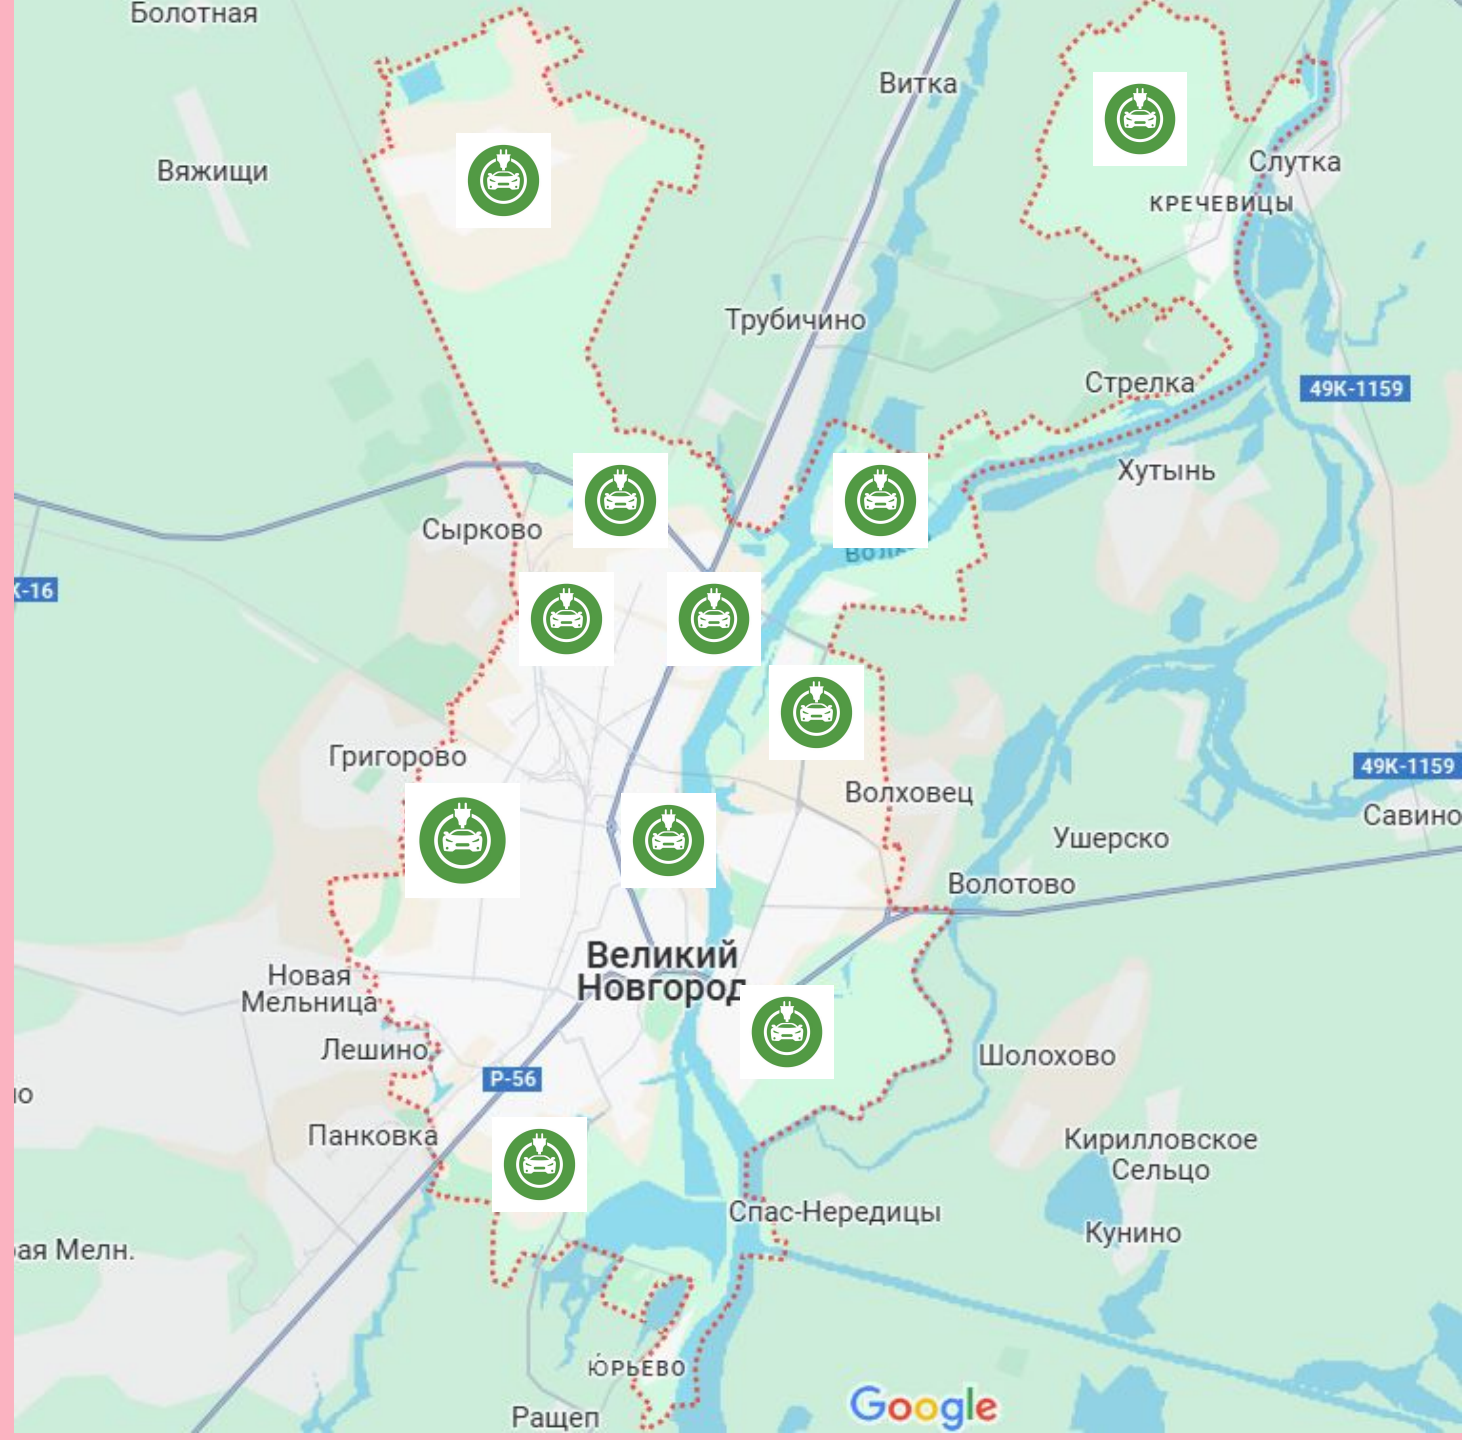 Болотная
Витка
Вяжищи
Слутка
КРЕЧЕВИЦЫ
Трубичино
Стрелка
49К-1159
Хутынь
Сырково
К-16
Григорово
49К-1159
Волховец
Савино
Ушерско
Волотово
Великий
Новгород
Новая
Мельница
Лешино
Шолохово
Р-56
Панковка
Кирилловское
Сельцо
Спас-Нередицы
Кунино
ая Мелн.
ЮРЬЕВО
Google
Ращеп